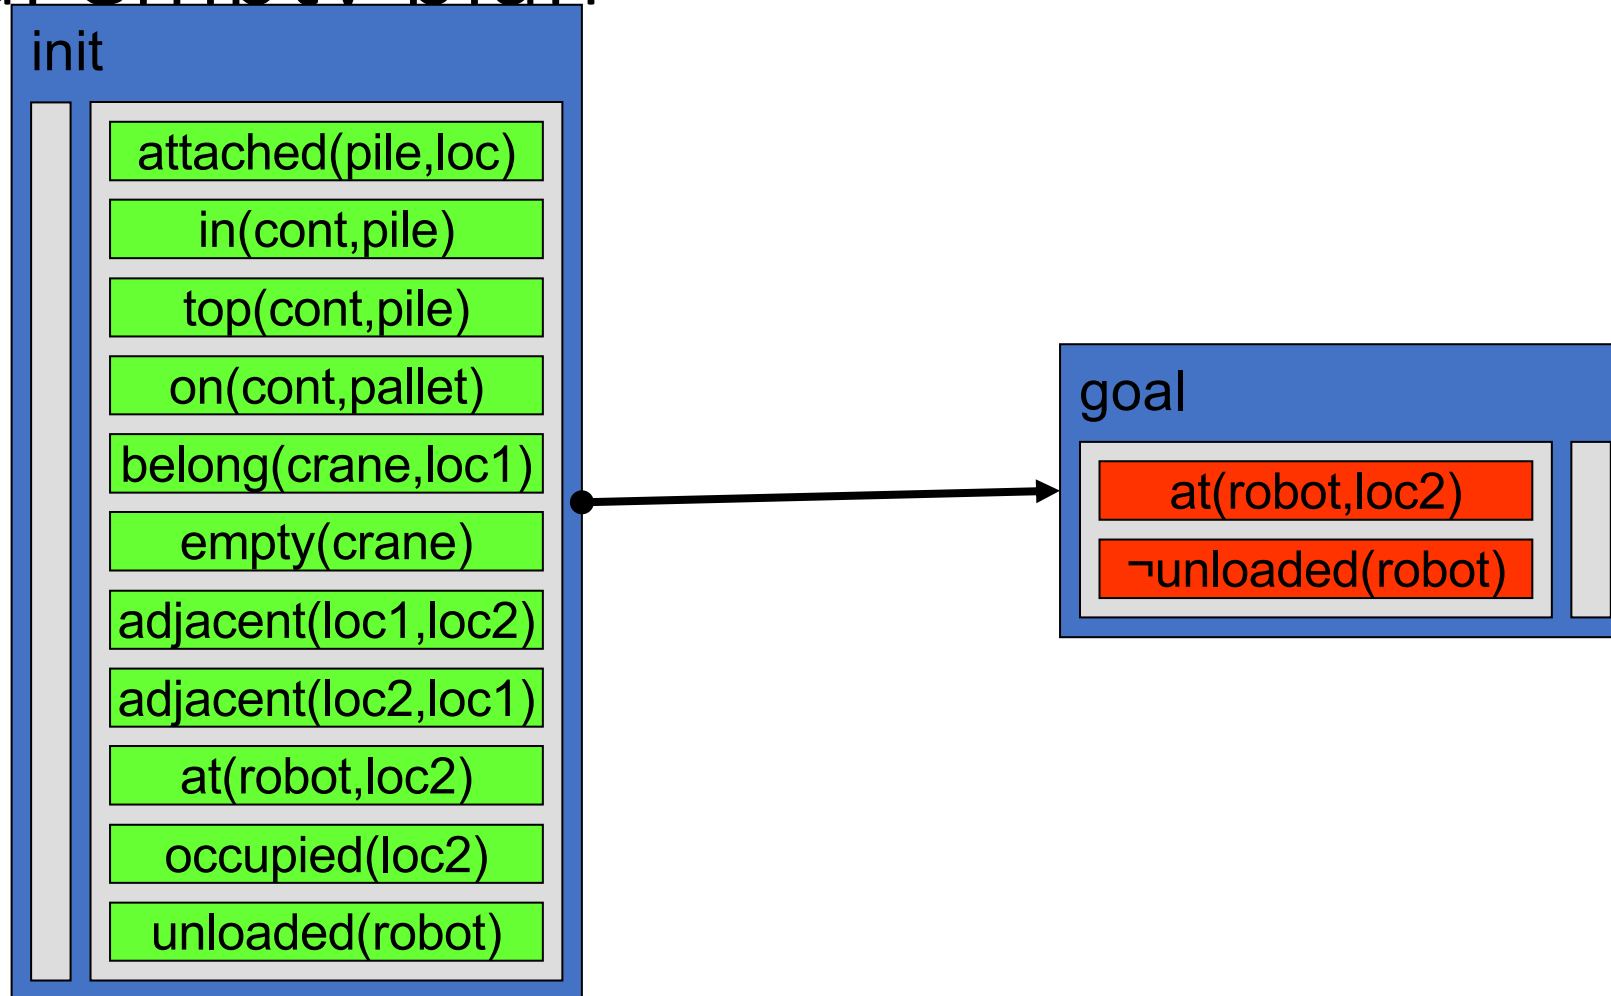 init
attached(pile,loc)
in(cont,pile)
top(cont,pile)
on(cont,pallet)
belong(crane,loc1)
empty(crane)
adjacent(loc1,loc2)
adjacent(loc2,loc1)
at(robot,loc2)
occupied(loc2)
unloaded(robot)
goal
at(robot,loc2)
¬unloaded(robot)